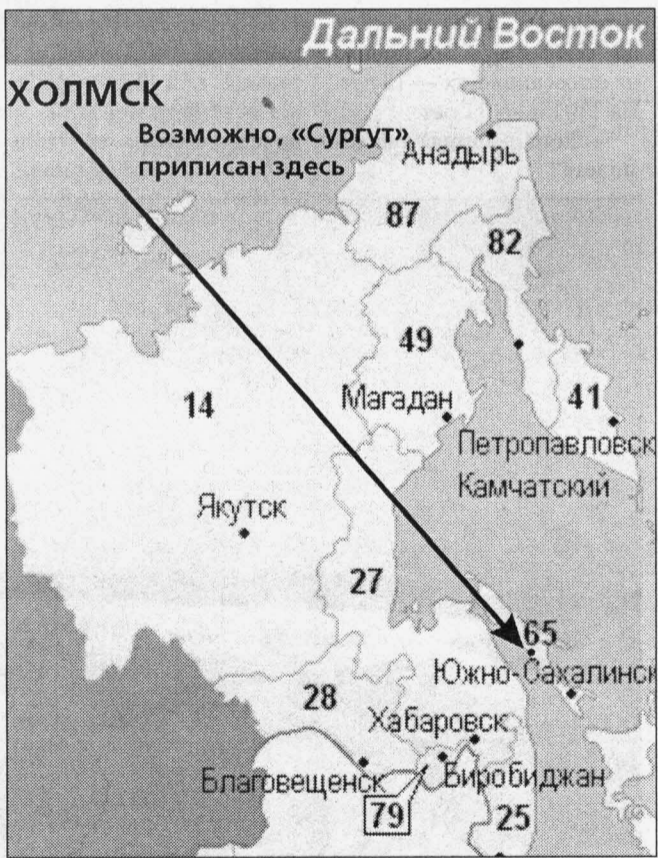 Дальний Восток
ХОЛМСК
Возможно, «Сургут»
приписан здесь
Анадырь
87
82
49
14
Магадан
41
Петропавловск
Камчатский
Якутск
27
65
Южно-Сахалинск
28
Хабаровск
Благовещенск
Биробиджан
79
25